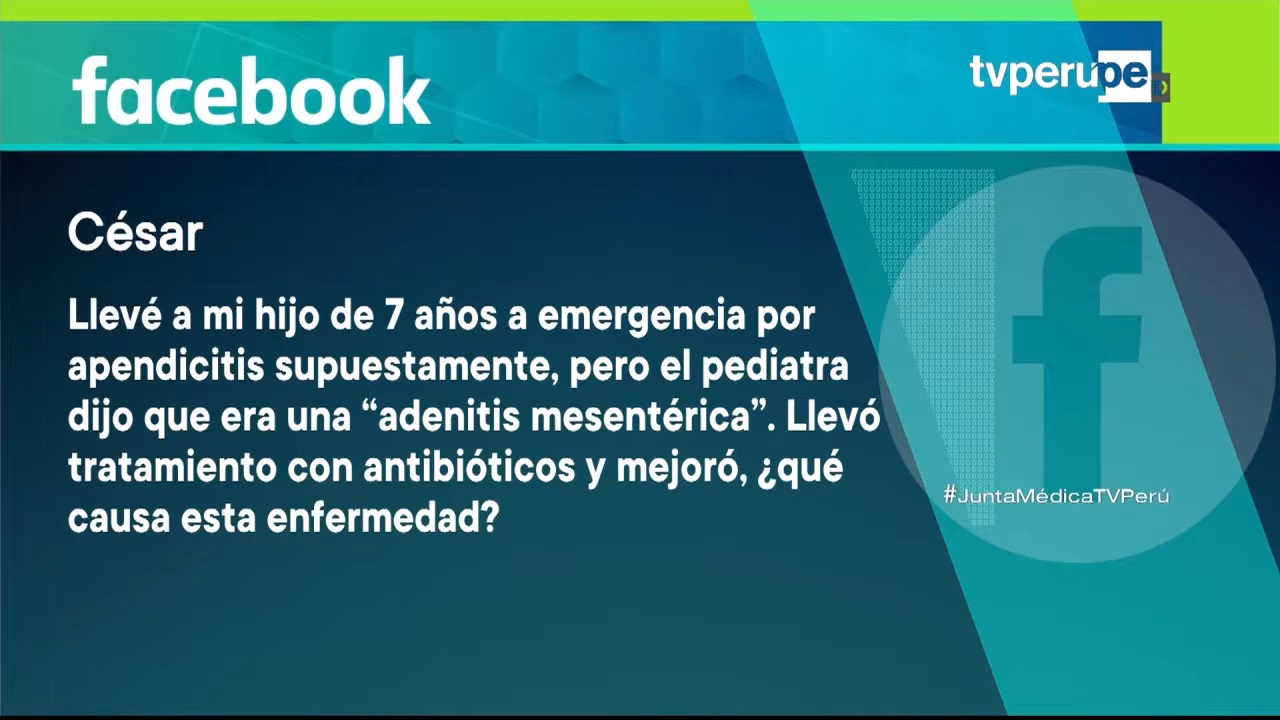 facebook
tvperúpe
César
Llevé a mi hijo de 7 años a emergencia por
apendicitis supuestamente, pero el pediatra
dijo que era una “adenitis mesentérica”. Llevó
tratamiento con antibióticos y mejoró, ¿qué
causa esta enfermedad?
#JuntaMédicaTVPerú